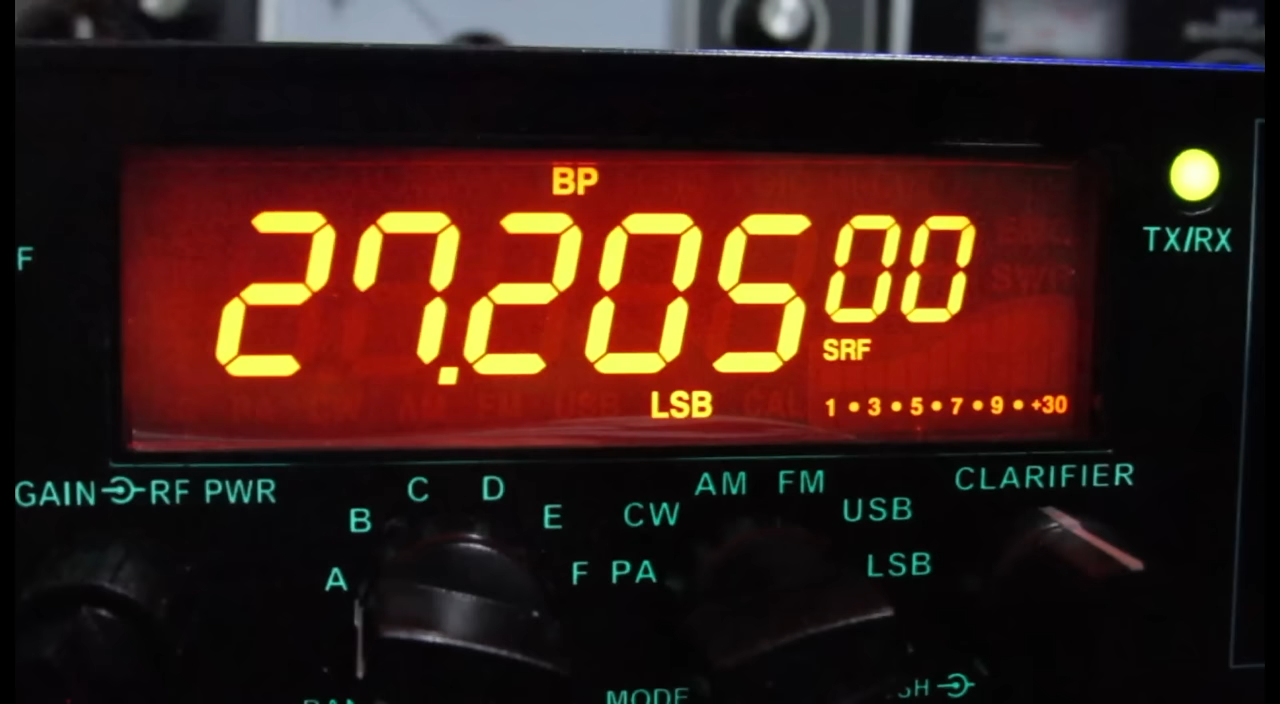 BP
27.20500
SRF
LSB
1 • 3 • 5 • 7 • 9 • +30
TX/RX
F
GAIN RF PWR
A B C D E F
PA CW AM FM USB LSB
CLARIFIER
MODE